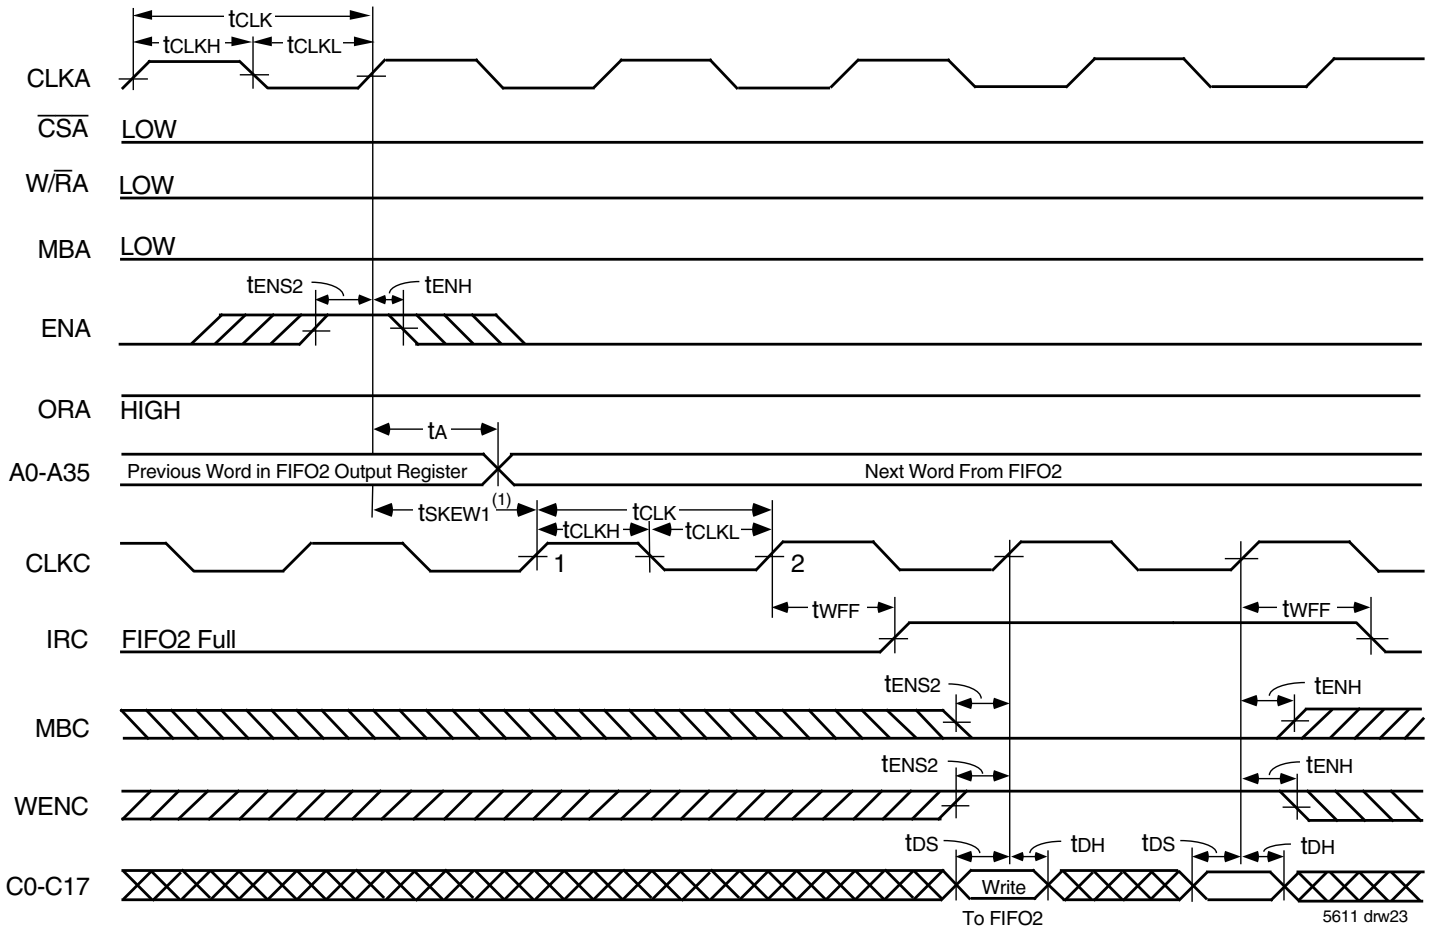 tCLK
tCLKH tCLKL
CLKA
CSA LOW
W/RA LOW
MBA LOW
tENS2 tENH
ENA
ORA HIGH
tA
A0-A35 Previous Word in FIFO2 Output Register Next Word From FIFO2
tSKEW1 (1) tCLK
tCLKH tCLKL
CLKC 1 2
tWFF tWFF
IRC FIFO2 Full
tENS2 tENH
MBC
tENS2 tENH
WENC
tDS tDH tDS tDH
C0-C17 Write
To FIFO2 5611 drw23